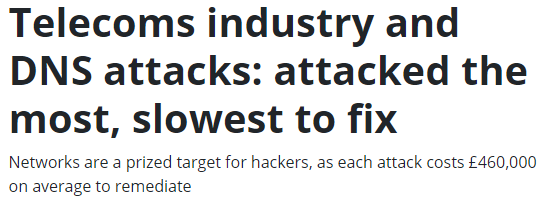 Telecoms industry and
DNS attacks: attacked the
most, slowest to fix
Networks are a prized target for hackers, as each attack costs £460,000
on average to remediate